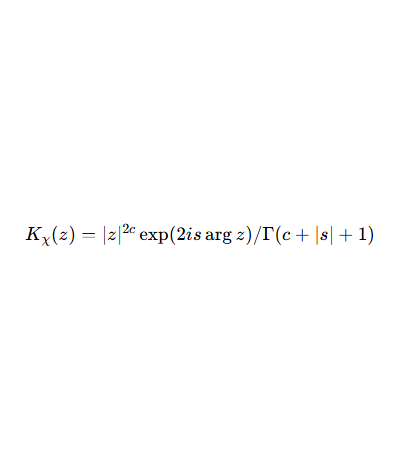 K_χ(z) = |z|^{2c} exp(2is arg z)/Γ(c + |s| + 1)